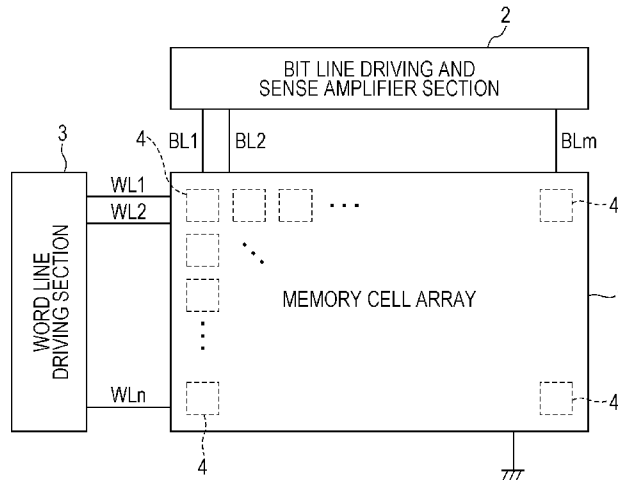 2
BIT LINE DRIVING AND
SENSE AMPLIFIER SECTION
3
4
BL1
BL2
BLm
WL1
WL2
4
WORD LINE
DRIVING SECTION
MEMORY CELL ARRAY
WLn
4
4